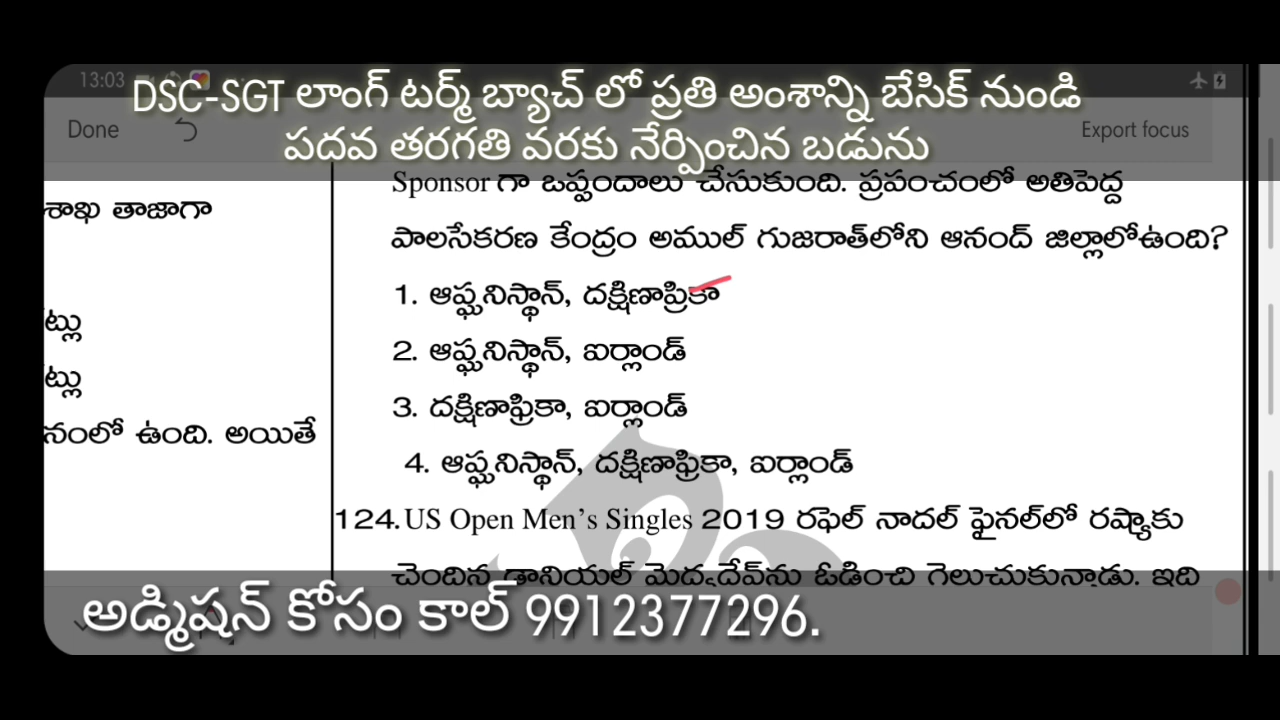 13:03
DSC-SGT లాంగ్ టర్మ్ బ్యాచ్ లో ప్రతి అంశాన్ని బేసిక్ నుండి
Done
Export focus
పదవ తరగతి వరకు నేర్పించిన బడును
శాఖ తాజాగా
ట్లు
ట్లు
నంలో ఉంది. అయితే
Sponsor గా ఒప్పందాలు చేసుకుంది. ప్రపంచంలో అతిపెద్ద
పాలసేకరణ కేంద్రం అముల్ గుజరాత్‌లోని ఆనంద్ జిల్లాలోఉంది?
1. ఆఫ్ఘనిస్థాన్, దక్షిణాఫ్రికా
2. ఆఫ్ఘనిస్థాన్, ఐర్లాండ్
3. దక్షిణాఫ్రికా, ఐర్లాండ్
4. ఆఫ్ఘనిస్థాన్, దక్షిణాఫ్రికా, ఐర్లాండ్
124. US Open Men's Singles 2019 రఫెల్ నాదల్ ఫైనల్‌లో రష్యాకు
చెందిన డానియల్ మెద్వదేవ్‌ను ఓడించి గెలుచుకున్నాడు. ఇది
అడ్మిషన్ కోసం కాల్ 9912377296.